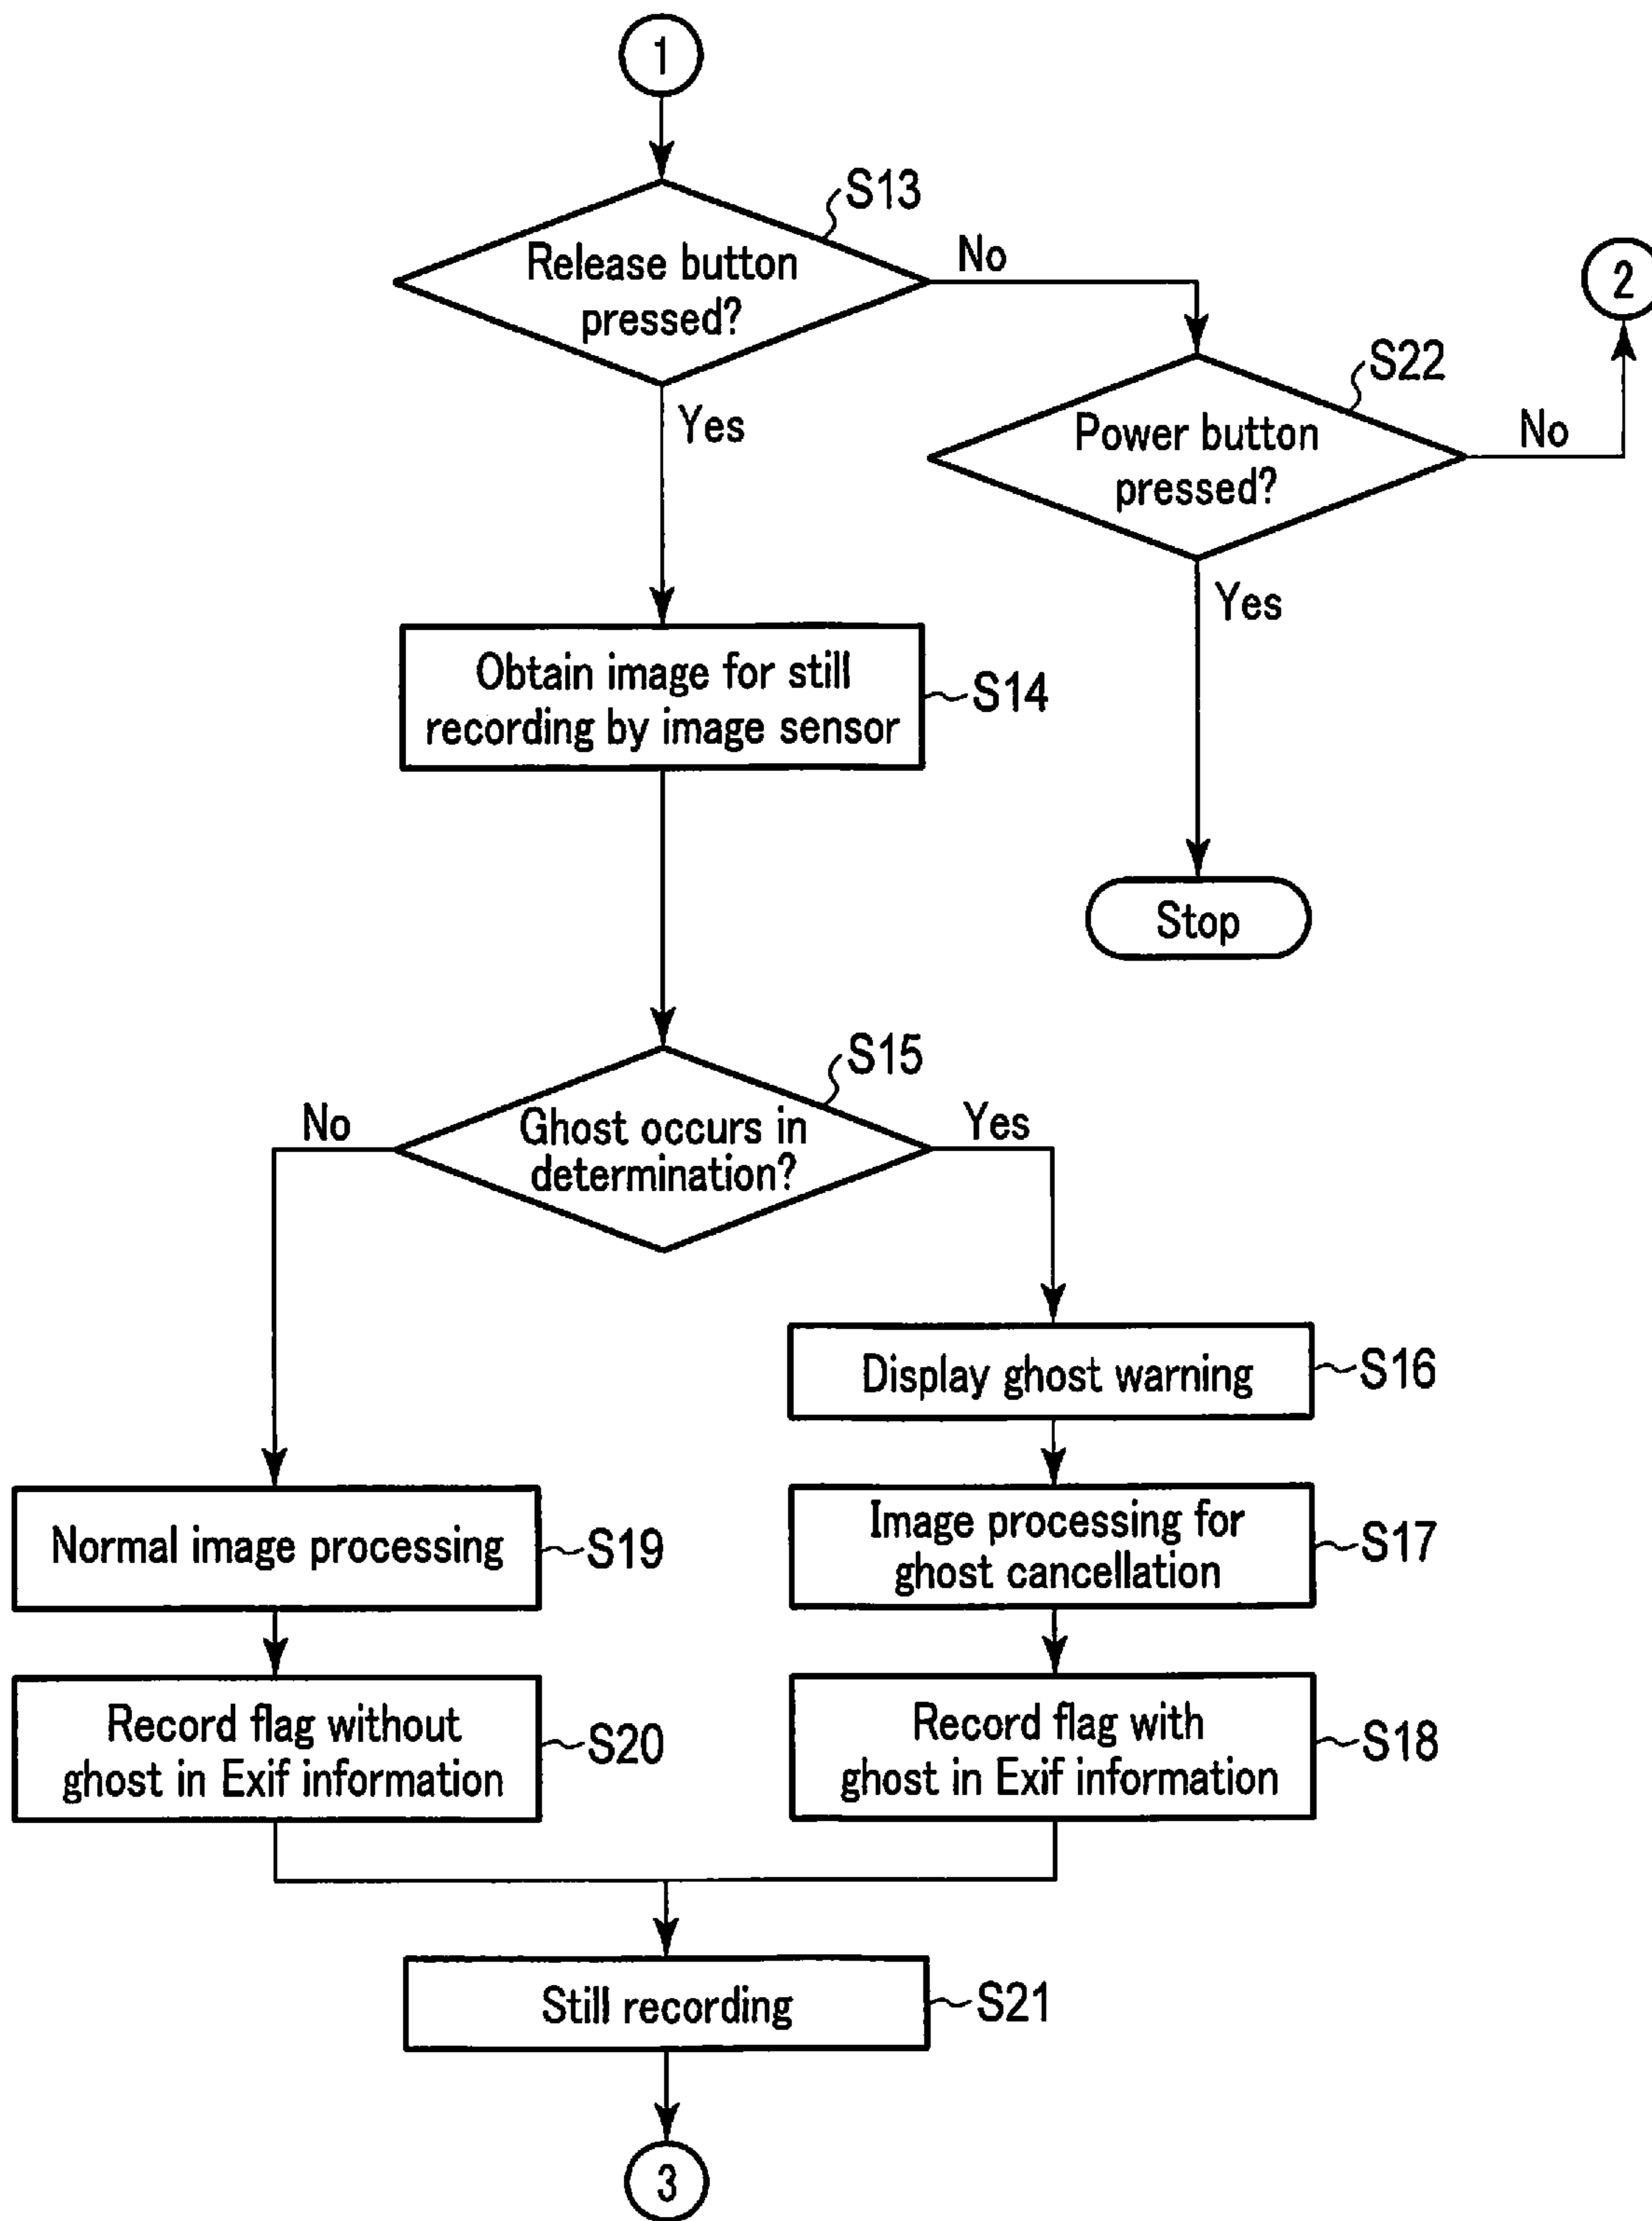 1
S13
Release button
pressed?
No
2
Yes
S22
Power button
pressed?
No
Yes
Stop
Obtain image for still
recording by image sensor
S14
S15
Ghost occurs in
determination?
No
Yes
Display ghost warning
S16
Normal image processing
S19
Image processing for
ghost cancellation
S17
Record flag without
ghost in Exif information
S20
Record flag with
ghost in Exif information
S18
Still recording
S21
3